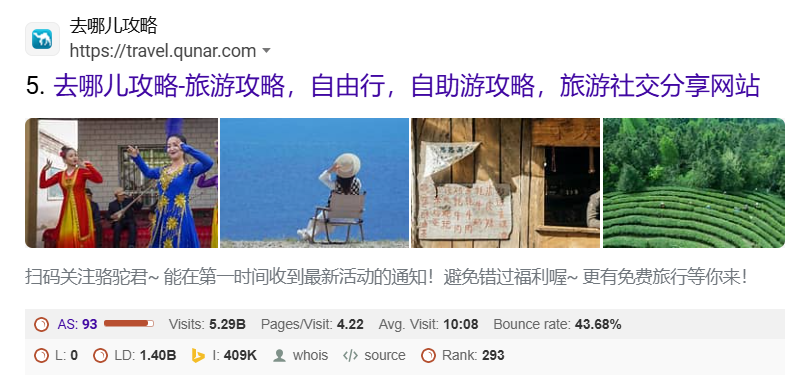 去哪儿攻略
https://travel.qunar.com
5. 去哪儿攻略-旅游攻略，自由行，自助游攻略，旅游社交分享网站
扫码关注骆驼君~ 能在第一时间收到最新活动的通知！避免错过福利喔~ 更有免费旅行等你来！
AS: 93 Visits: 5.29B Pages/Visit: 4.22 Avg. Visit: 10:08 Bounce rate: 43.68%
L: 0 LD: 1.40B I: 409K whois source Rank: 293